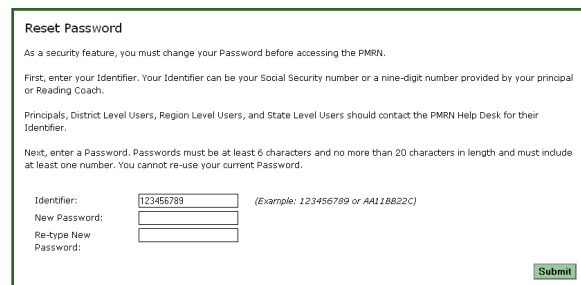 Reset Password
As a security feature, you must change your Password before accessing the PMRN.
First, enter your Identifier. Your Identifier can be your Social Security number or a nine-digit number provided by your principal
or Reading Coach.
Principals, District Level Users, Region Level Users, and State Level Users should contact the PMRN Help Desk for their
Identifier.
Next, enter a Password. Passwords must be at least 6 characters and no more than 20 characters in length and must include
at least one number. You cannot re-use your current Password.
Identifier: 123456789 (Example: 123456789 or AA11BB22C)
New Password:
Re-type New
Password:
Submit